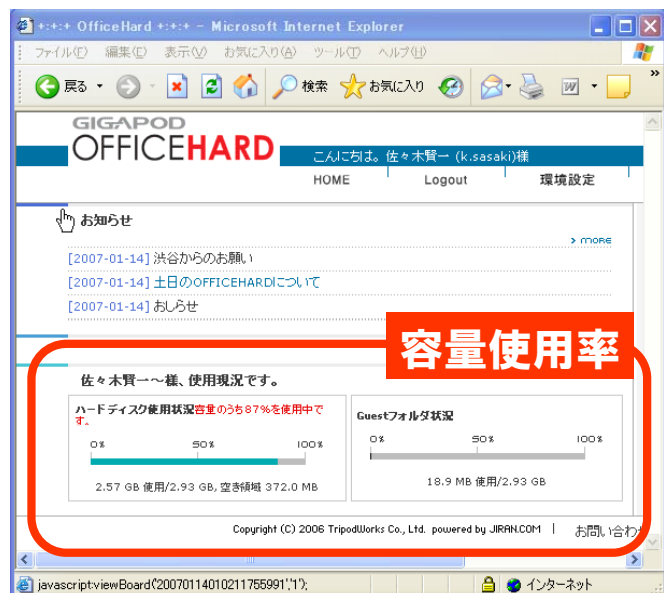 +:+:+ OfficeHard +:+:+ - Microsoft Internet Explorer
ファイル(F) 編集(E) 表示(V) お気に入り(A) ツール(T) ヘルプ(H)
戻る 検索 お気に入り
GIGAPOD
OFFICEHARD
こんにちは。佐々木賢一 (k.sasaki)様
HOME Logout 環境設定
お知らせ
> more
[2007-01-14] 渋谷からのお願い
[2007-01-14] 土日のOFFICEHARDについて
[2007-01-14] おしらせ
容量使用率
佐々木賢一~様、使用現況です。
ハードディスク使用状況容量のうち87%を使用中で
す。
0% 50% 100%
2.57 GB 使用/2.93 GB, 空き領域 372.0 MB
Guestフォルダ状況
0% 50% 100%
18.9 MB 使用/2.93 GB
Copyright (C) 2006 TripodWorks Co., Ltd. powered by JIRAN.COM | お問い合わ
javascript:viewBoard('20070114010211755991','1'); インターネット